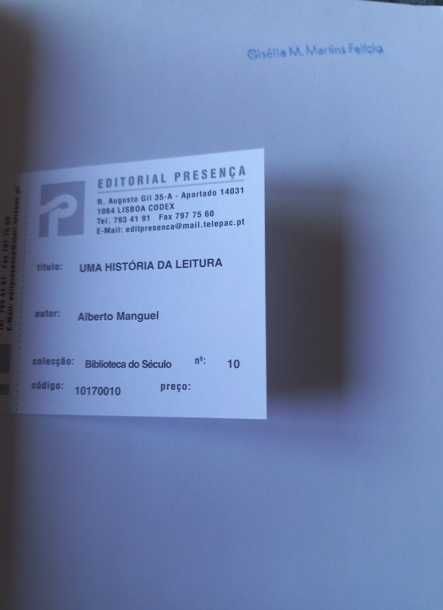 Gisélia M. Martins
EDITORIAL PRESENÇA
R. Augusto Gil 35-A - Apartado 14031
1064 LISBOA CODEX
Tel. 793 41 91 Fax 797 75 60
E-Mail: editpresenca@mail.telepac.pt
título: UMA HISTÓRIA DA LEITURA
autor: Alberto Manguel
colecção: Biblioteca do Século nº: 10
código: 10170010 preço: